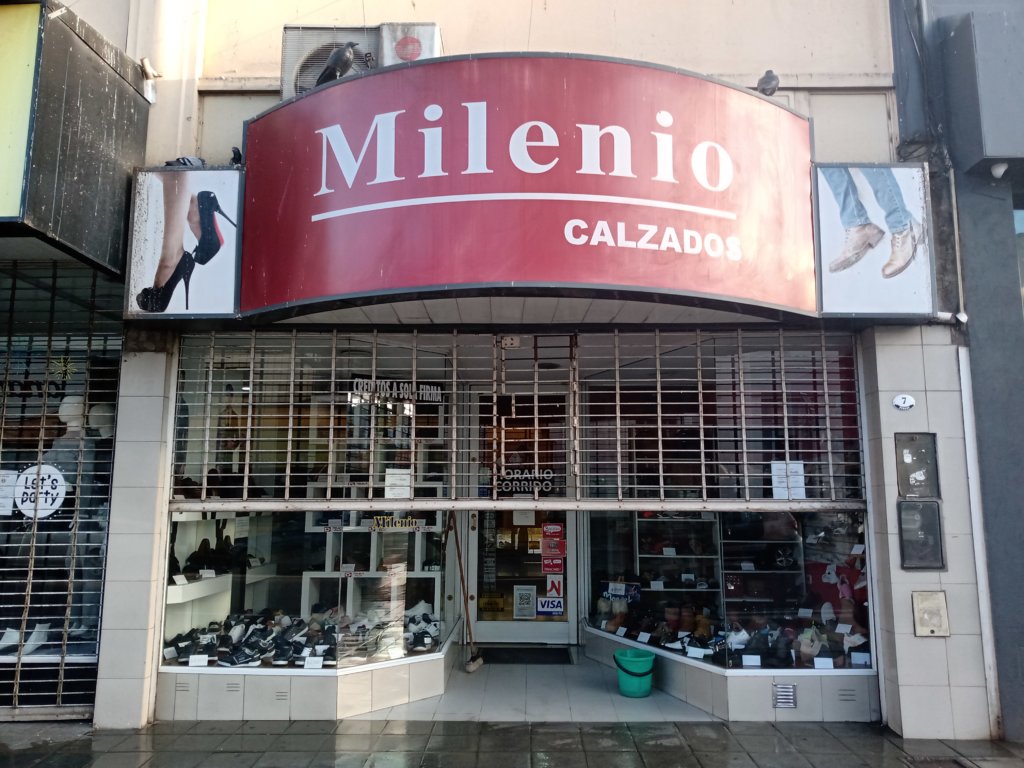 Milenio
CALZADOS
CREDITOS A SOLA FIRMA
7
HORARIO
CORRIDO
Let's
party
Milenio
N
VISA